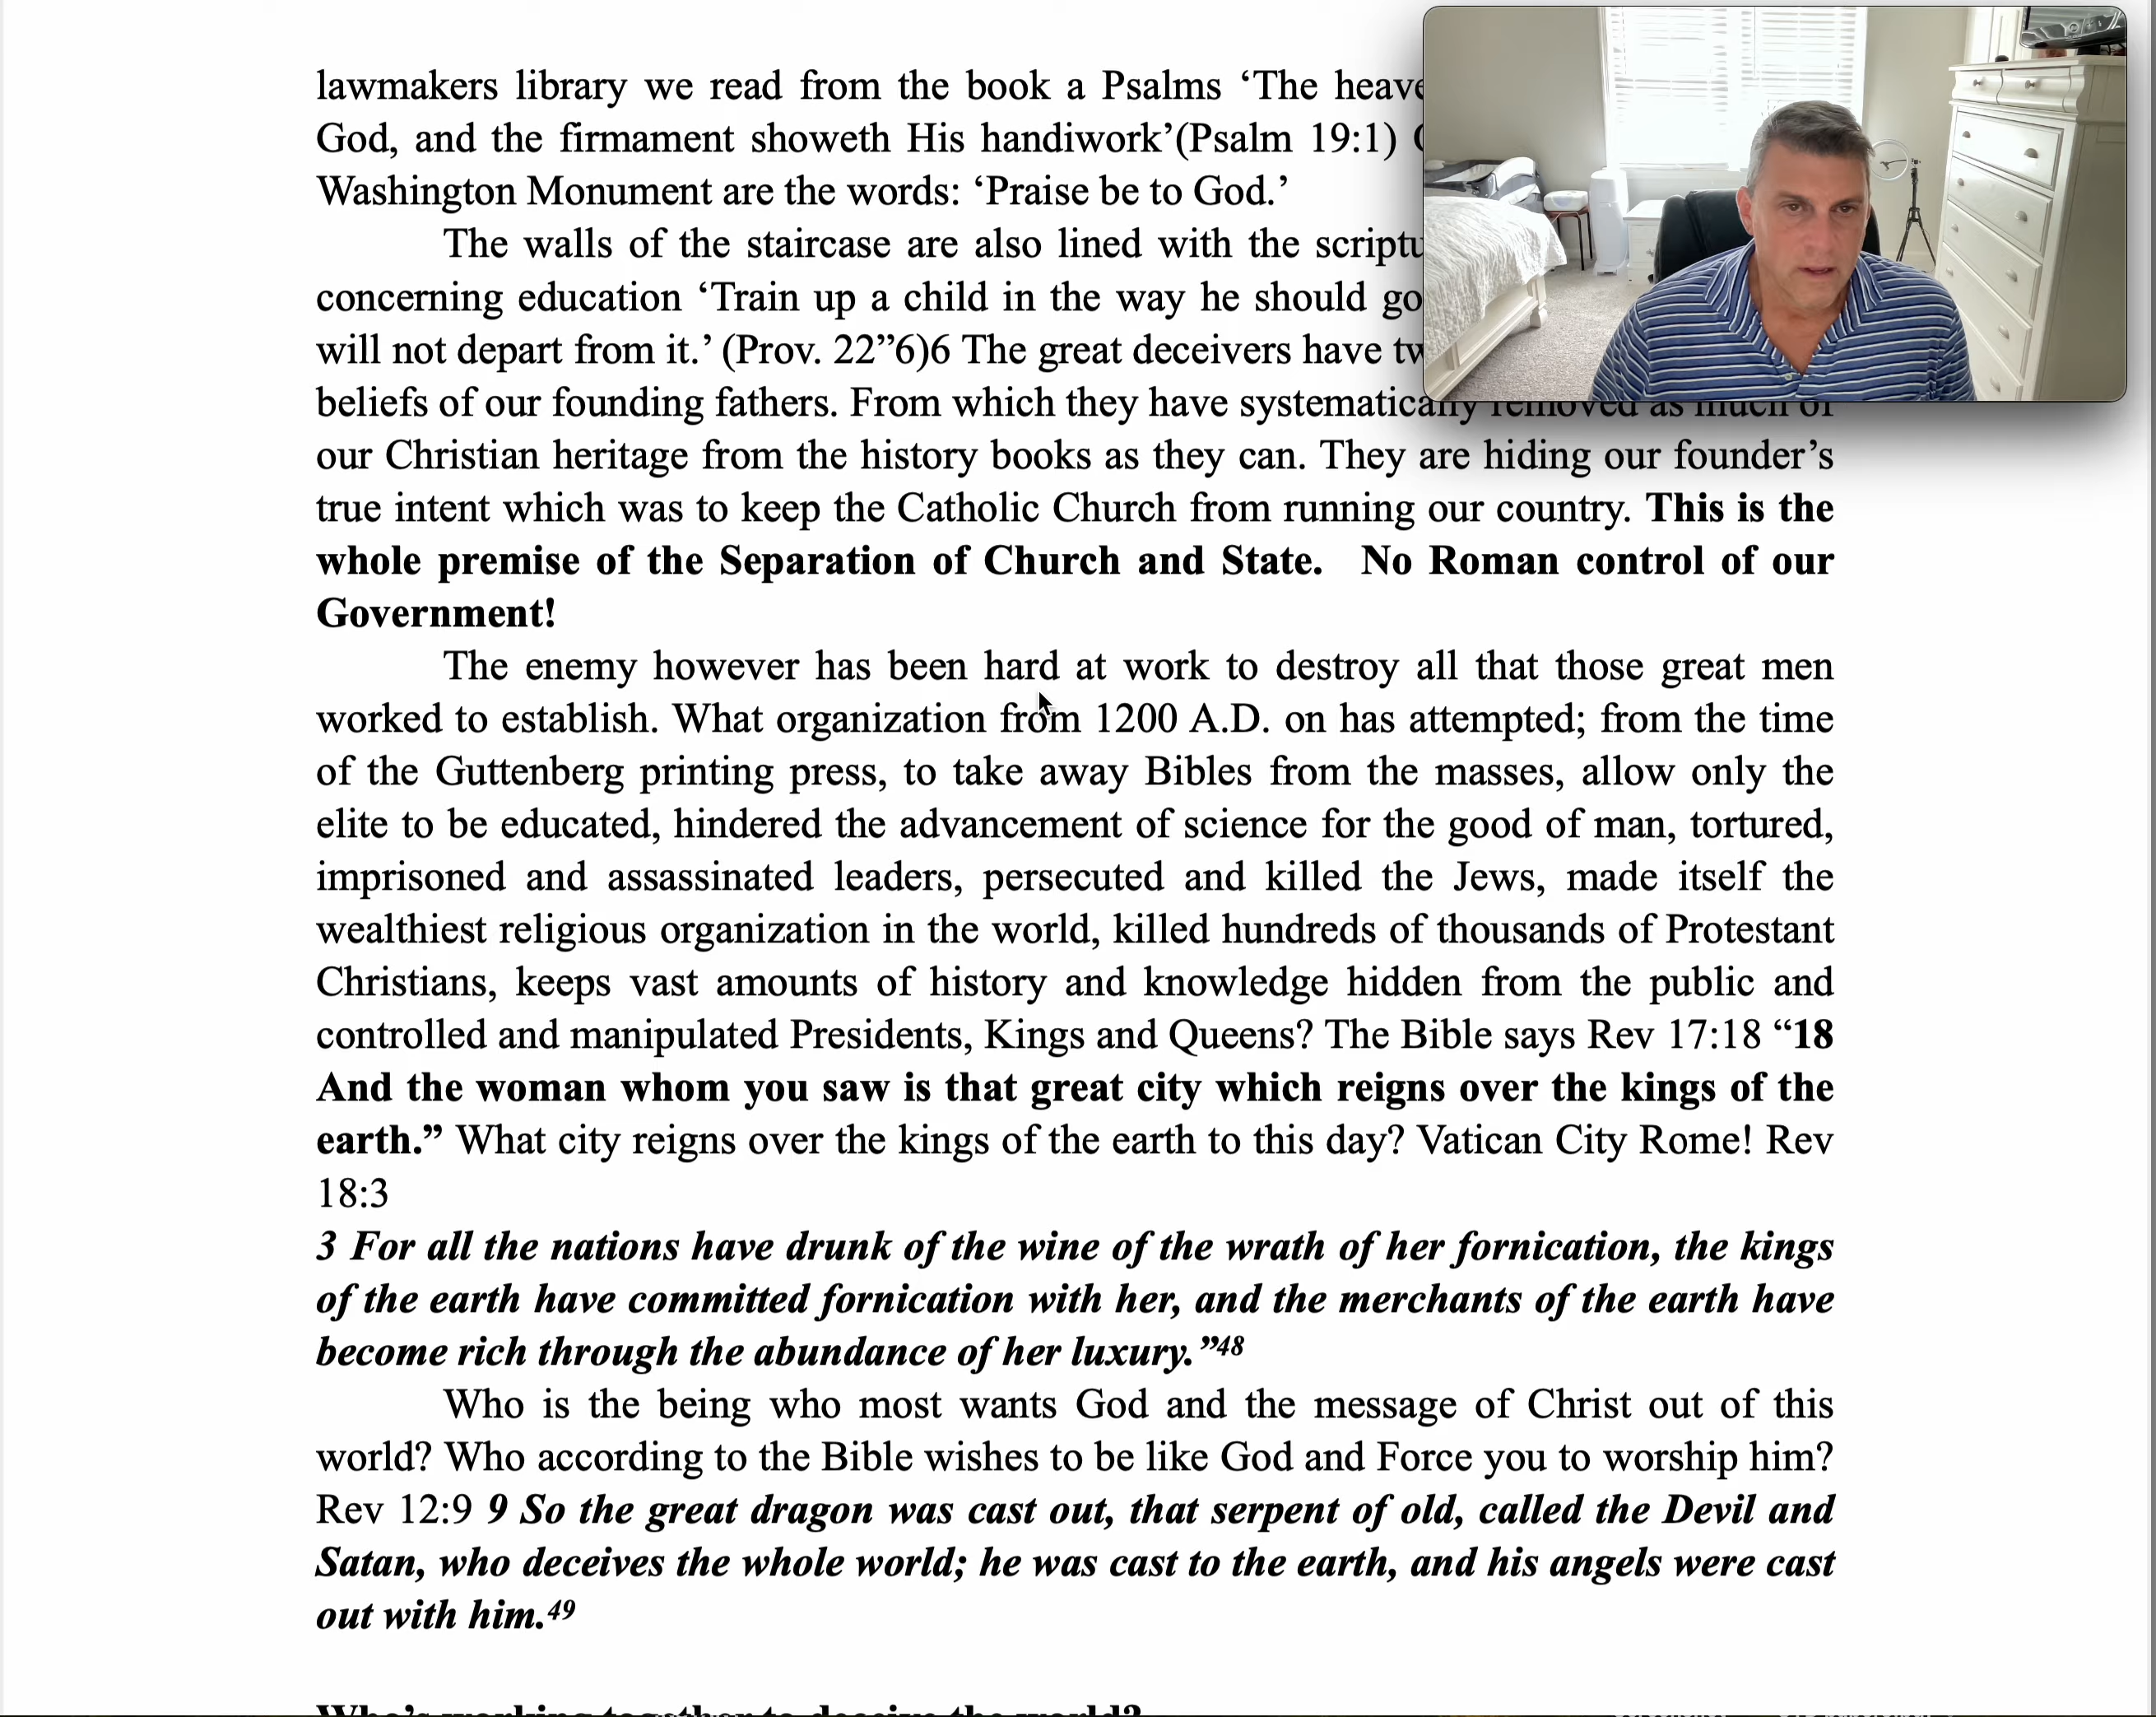 lawmakers library we read from the book a Psalms ‘The heave
God, and the firmament showeth His handiwork’(Psalm 19:1)
Washington Monument are the words: ‘Praise be to God.’
The walls of the staircase are also lined with the scriptu
concerning education ‘Train up a child in the way he should go
will not depart from it.’ (Prov. 22”6)6 The great deceivers have tw
beliefs of our founding fathers. From which they have systematically removed as much of
our Christian heritage from the history books as they can. They are hiding our founder’s
true intent which was to keep the Catholic Church from running our country. This is the
whole premise of the Separation of Church and State. No Roman control of our
Government!
The enemy however has been hard at work to destroy all that those great men
worked to establish. What organization from 1200 A.D. on has attempted; from the time
of the Guttenberg printing press, to take away Bibles from the masses, allow only the
elite to be educated, hindered the advancement of science for the good of man, tortured,
imprisoned and assassinated leaders, persecuted and killed the Jews, made itself the
wealthiest religious organization in the world, killed hundreds of thousands of Protestant
Christians, keeps vast amounts of history and knowledge hidden from the public and
controlled and manipulated Presidents, Kings and Queens? The Bible says Rev 17:18 “18
And the woman whom you saw is that great city which reigns over the kings of the
earth.” What city reigns over the kings of the earth to this day? Vatican City Rome! Rev
18:3
3 For all the nations have drunk of the wine of the wrath of her fornication, the kings
of the earth have committed fornication with her, and the merchants of the earth have
become rich through the abundance of her luxury.”48
Who is the being who most wants God and the message of Christ out of this
world? Who according to the Bible wishes to be like God and Force you to worship him?
Rev 12:9 9 So the great dragon was cast out, that serpent of old, called the Devil and
Satan, who deceives the whole world; he was cast to the earth, and his angels were cast
out with him.49
Who’s working together to deceive the world?